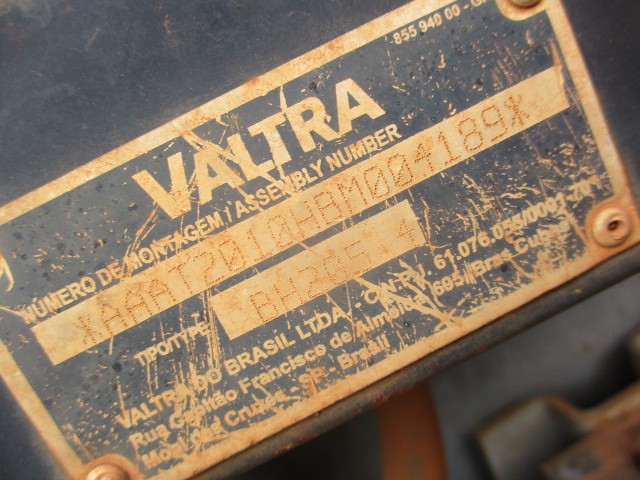 855 940 00
VALTRA
NÚMERO DE MONTAGEM / ASSEMBLY NUMBER
*AAAT2010HBM004189*
TIPO/TYPE BH205.4
VALTRA DO BRASIL LTDA. - C.N.P.J. 61.076.055/0001-70
Rua Capitão Francisco de Almeida, 695 / Brás Cubas
Mogi das Cruzes - SP - Brasil